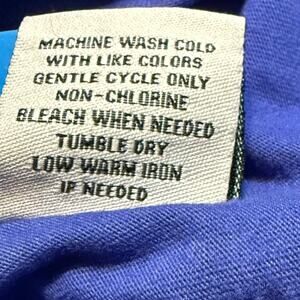 MACHINE WASH COLD
WITH LIKE COLORS
GENTLE CYCLE ONLY
NON-CHLORINE
BLEACH WHEN NEEDED
TUMBLE DRY
LOW WARM IRON
IF NEEDED